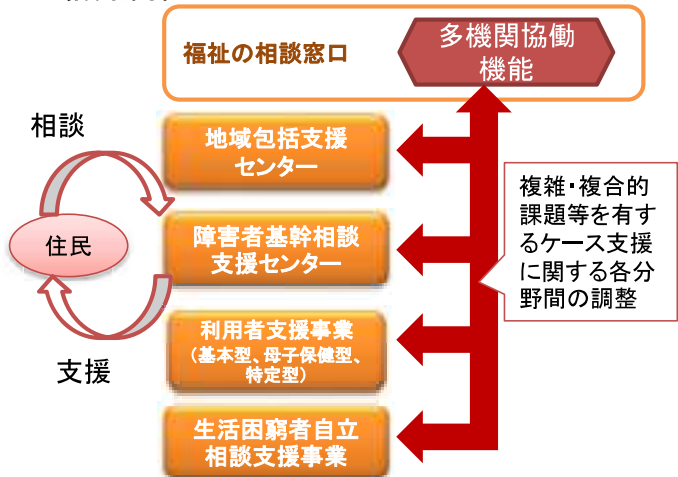 福祉の相談窓口
多機関協働
機能
相談
地域包括支援
センター
住民
障害者基幹相談
支援センター
複雑・複合的
課題等を有す
るケース支援
に関する各分
野間の調整
利用者支援事業
（基本型、母子保健型、
特定型）
支援
生活困窮者自立
相談支援事業